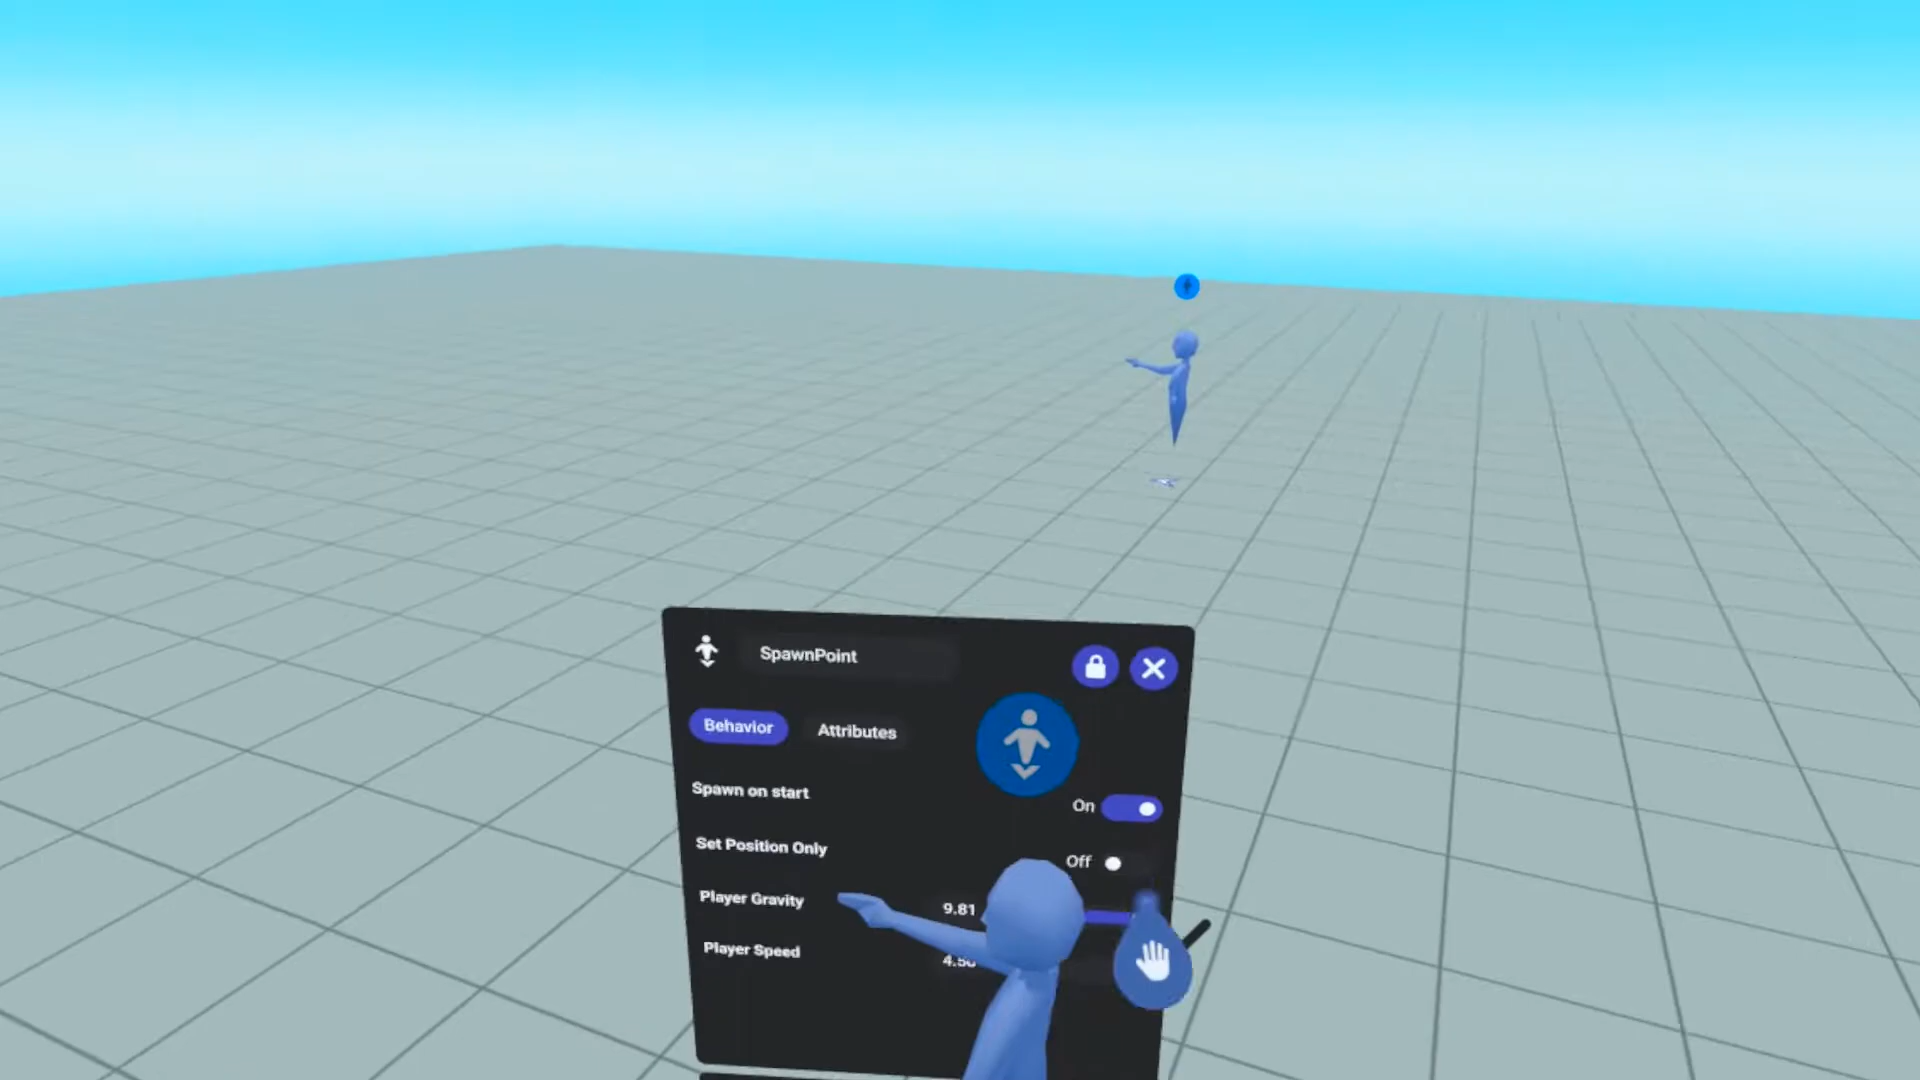 SpawnPoint
Behavior Attributes
Spawn on start On
Set Position Only Off
Player Gravity 9.81
Player Speed